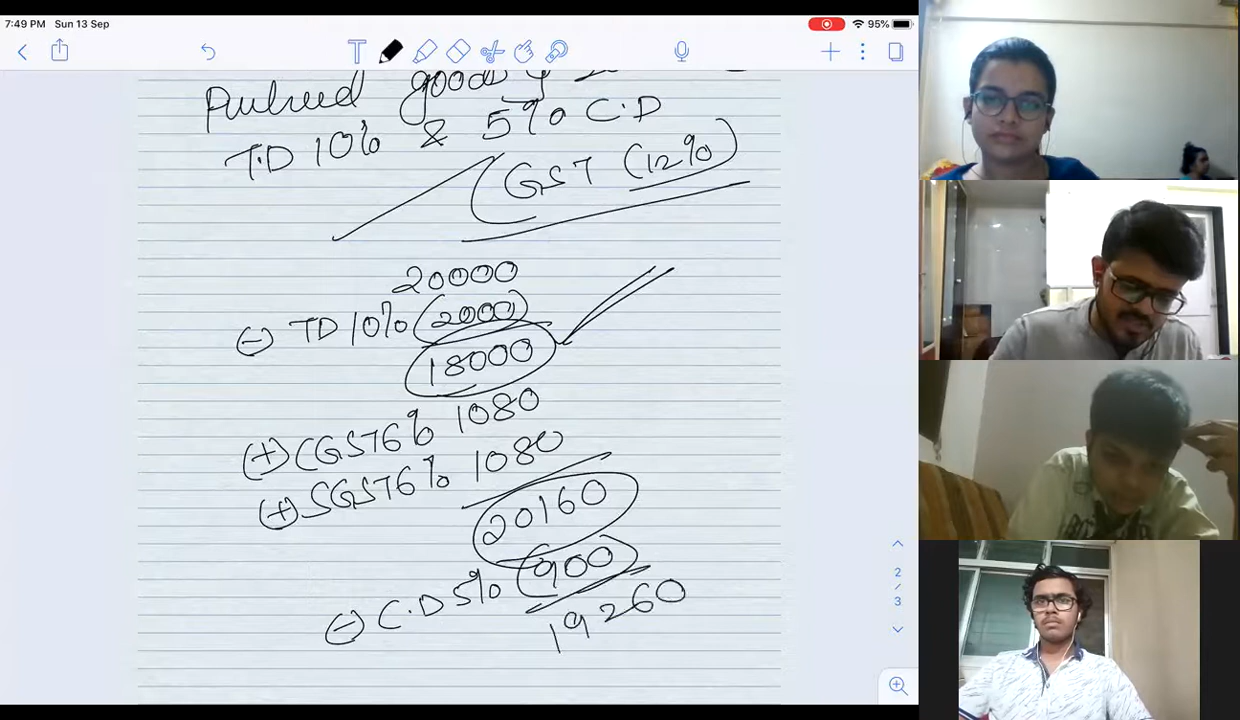 7:49 PM Sun 13 Sep
95%
T
goods
TD 10% & 5% C.D
GST (12%)
20000
(-) TD 10% (2000)
18000
(+) CGST 6% 1080
(+) SGST 6% 1080
20160
(-) C.D 5% (900)
19260
2
/
3